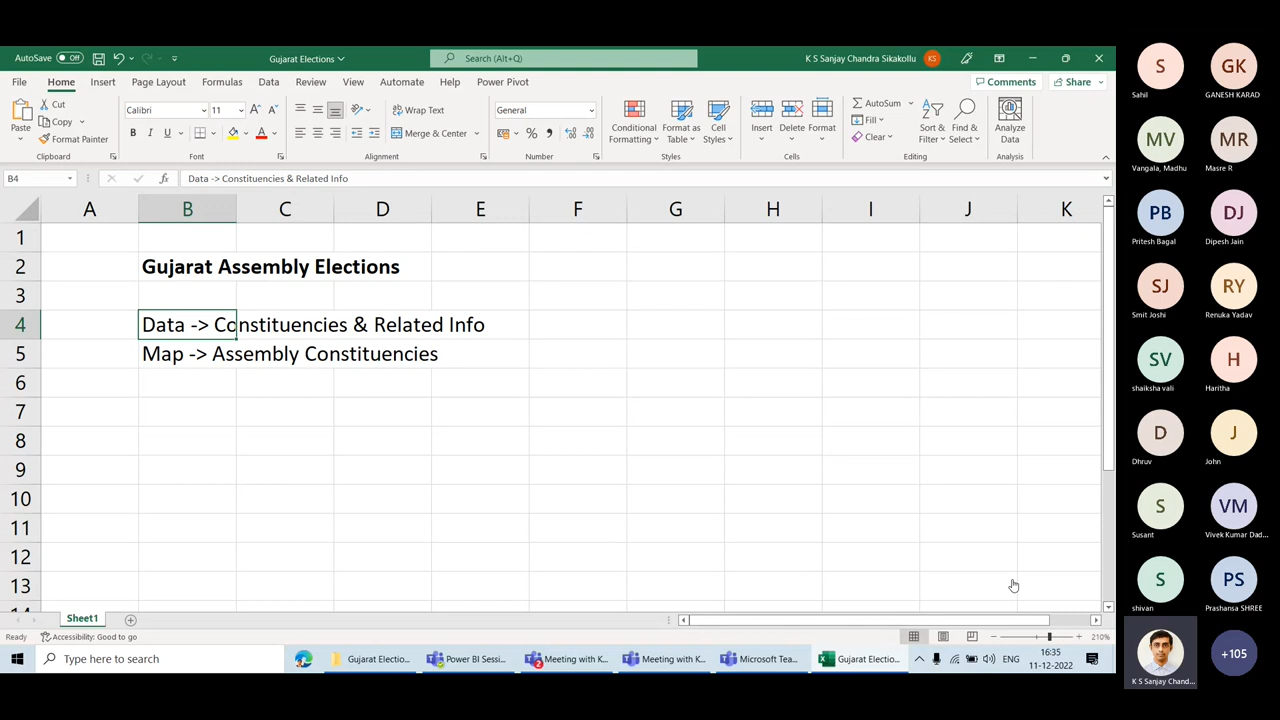 AutoSave Off
Gujarat Elections
Search (Alt+Q)
K S Sanjay Chandra Sikakollu KS
File Home Insert Page Layout Formulas Data Review View Automate Help Power Pivot
Comments Share
Paste
Cut
Copy
Format Painter
Clipboard
Calibri 11
B I U
Font
Wrap Text
Merge & Center
Alignment
General
Number
Conditional Formatting
Format as Table
Cell Styles
Styles
Insert Delete Format
Cells
AutoSum
Fill
Clear
Sort & Filter
Find & Select
Editing
Analyze Data
Analysis
B4
fx
Data -> Constituencies & Related Info
A B C D E F G H I J K
1
2 Gujarat Assembly Elections
3
4 Data -> Constituencies & Related Info
5 Map -> Assembly Constituencies
6
7
8
9
10
11
12
13
Sheet1
Ready Accessibility: Good to go
210%
Type here to search
Gujarat Electio...
Power BI Sessi...
2 Meeting with K...
Meeting with K...
Microsoft Tea...
Gujarat Electio...
ENG
16:35
11-12-2022
S GK
Sahil GANESH KARAD
MV MR
Vangala, Madhu Masre R
PB DJ
Pritesh Bagal Dipesh Jain
SJ RY
Smit Joshi Renuka Yadav
SV H
shaiksha vali Haritha
D J
Dhruv John
S VM
Susant Vivek Kumar Dad...
S PS
shivan Prashansa SHREE
+105
K S Sanjay Chand...